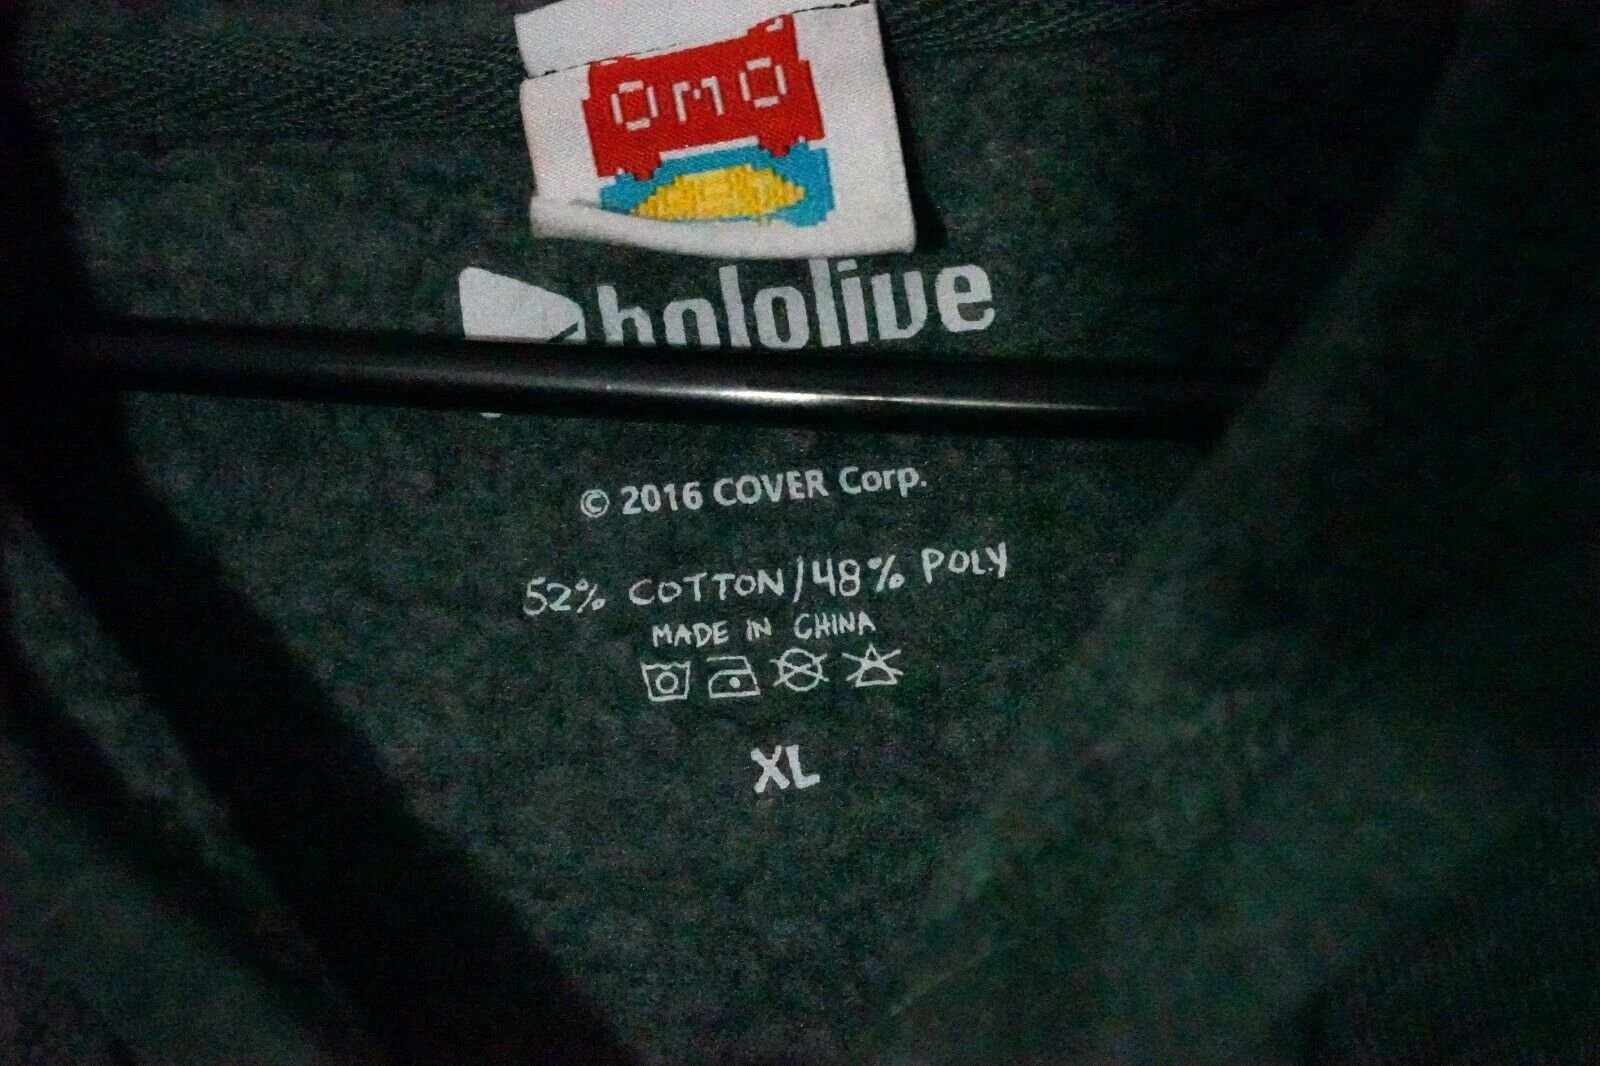 OMO
hololive
© 2016 COVER Corp.
52% COTTON/48% POLY
MADE IN CHINA
XL